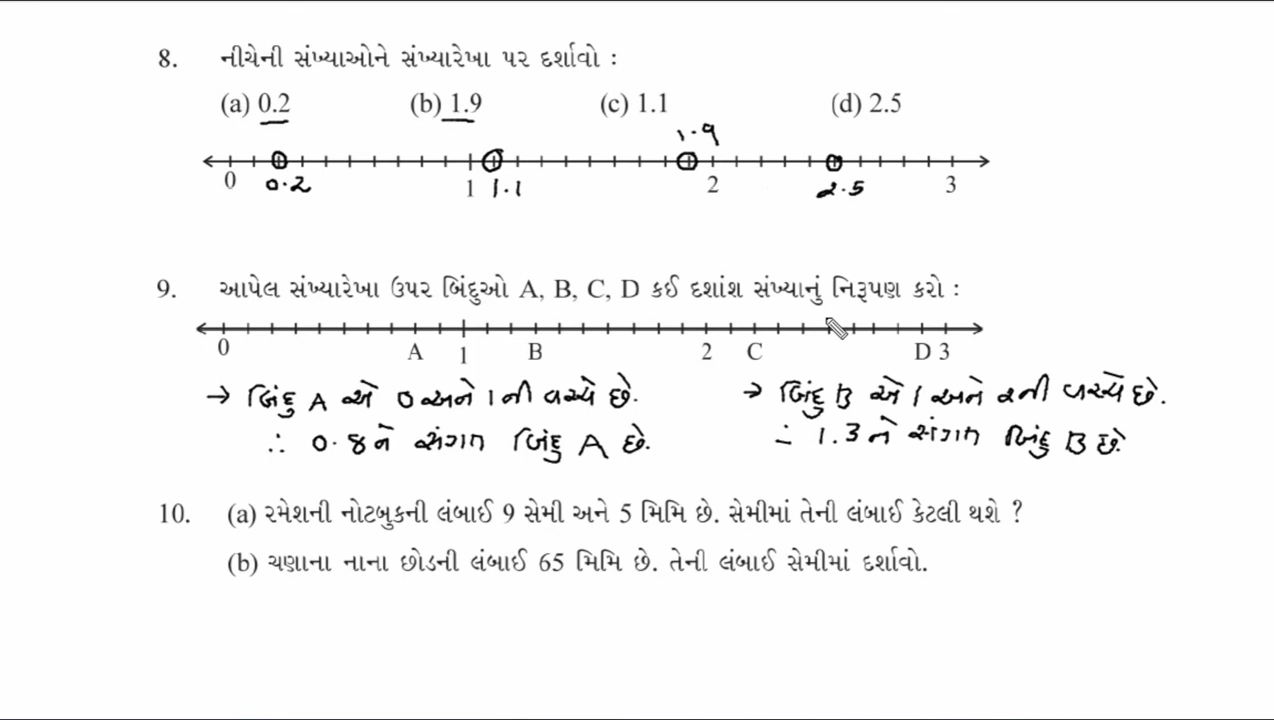 8. નીચેની સંખ્યાઓને સંખ્યારેખા પર દર્શાવો :
(a) 0.2 (b) 1.9 (c) 1.1 (d) 2.5
1.9
0 0.2 1 1.1 2 2.5 3
9. આપેલ સંખ્યારેખા ઉપર બિંદુઓ A, B, C, D કઈ દશાંશ સંખ્યાનું નિરૂપણ કરો :
0 A 1 B 2 C D 3
→ બિંદુ A એ 0 અને 1 ની વચ્ચે છે. → બિંદુ B એ 1 અને 2 ની વચ્ચે છે.
∴ 0.8 ને સંગત બિંદુ A છે. ∴ 1.3 ને સંગત બિંદુ B છે
10. (a) રમેશની નોટબુકની લંબાઈ 9 સેમી અને 5 મિમિ છે. સેમીમાં તેની લંબાઈ કેટલી થશે ?
(b) ચણાના નાના છોડની લંબાઈ 65 મિમિ છે. તેની લંબાઈ સેમીમાં દર્શાવો.